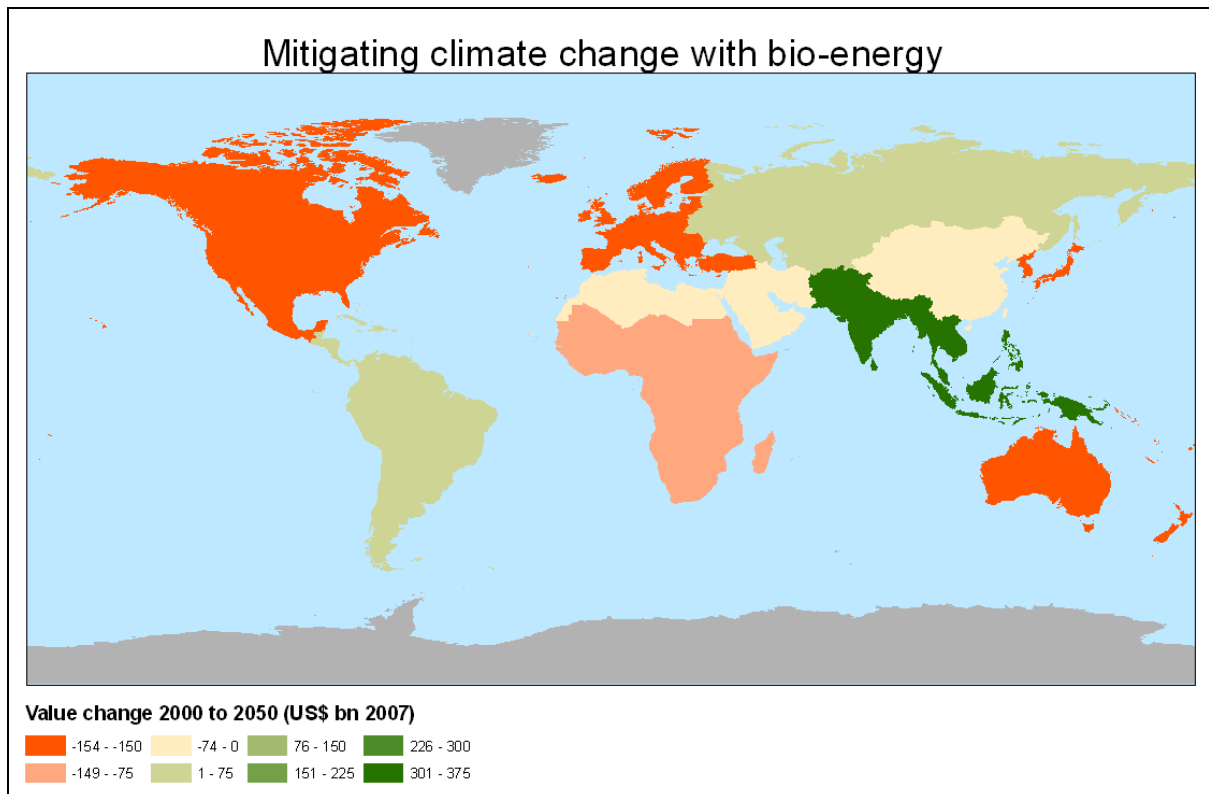 Mitigating climate change with bio-energy
Value change 2000 to 2050 (US$ bn 2007)
-154 - -150 -74 - 0 76 - 150 226 - 300
-149 - -75 1 - 75 151 - 225 301 - 375